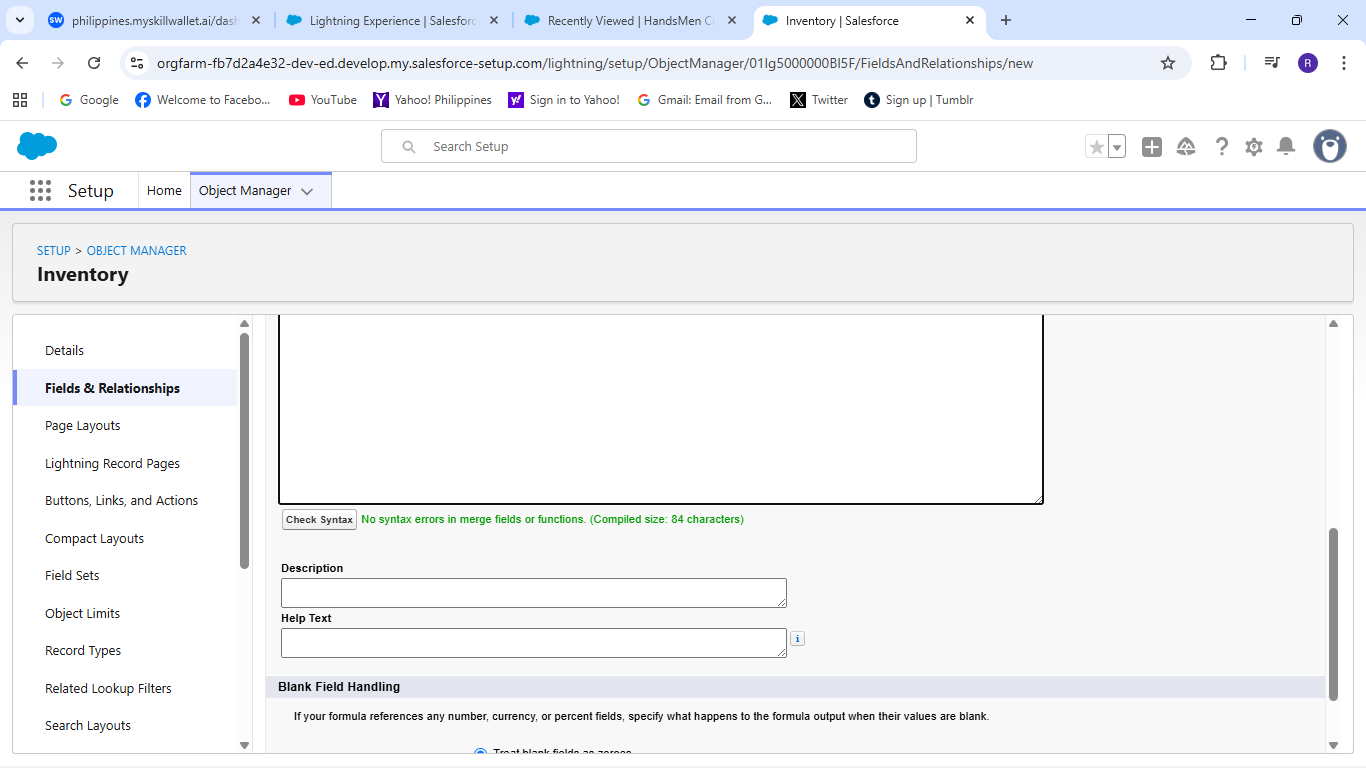 philippines.myskillwallet.ai/dash
Lightning Experience | Salesforc
Recently Viewed | HandsMen Cu
Inventory | Salesforce
orgfarm-fb7d2a4e32-dev-ed.develop.my.salesforce-setup.com/lightning/setup/ObjectManager/01Ig5000000BI5F/FieldsAndRelationships/new
R
Google
Welcome to Facebo...
YouTube
Yahoo! Philippines
Sign in to Yahoo!
Gmail: Email from G...
Twitter
Sign up | Tumblr
Search Setup
Setup
Home
Object Manager
SETUP > OBJECT MANAGER
Inventory
Details
Fields & Relationships
Page Layouts
Lightning Record Pages
Buttons, Links, and Actions
Compact Layouts
Field Sets
Object Limits
Record Types
Related Lookup Filters
Search Layouts
Check Syntax
No syntax errors in merge fields or functions. (Compiled size: 84 characters)
Description
Help Text
i
Blank Field Handling
If your formula references any number, currency, or percent fields, specify what happens to the formula output when their values are blank.
Treat blank fields as zeroes